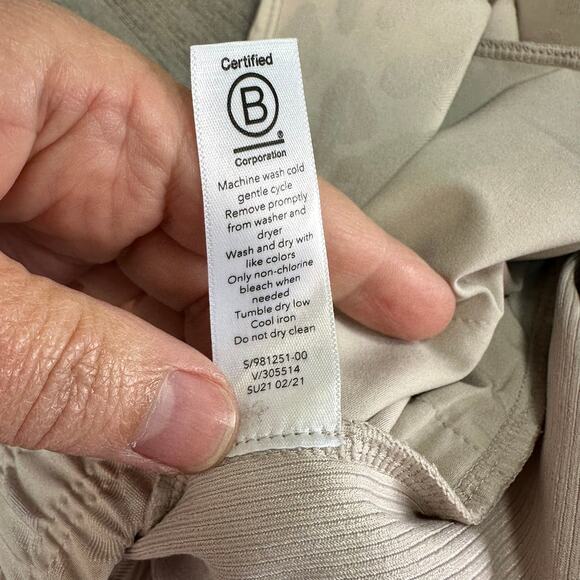 Certified
B
Corporation
Machine wash cold
gentle cycle
Remove promptly
from washer and
dryer
Wash and dry with
like colors
Only non-chlorine
bleach when
needed
Tumble dry low
Cool iron
Do not dry clean
S/981251-00
V/305514
SU21 02/21